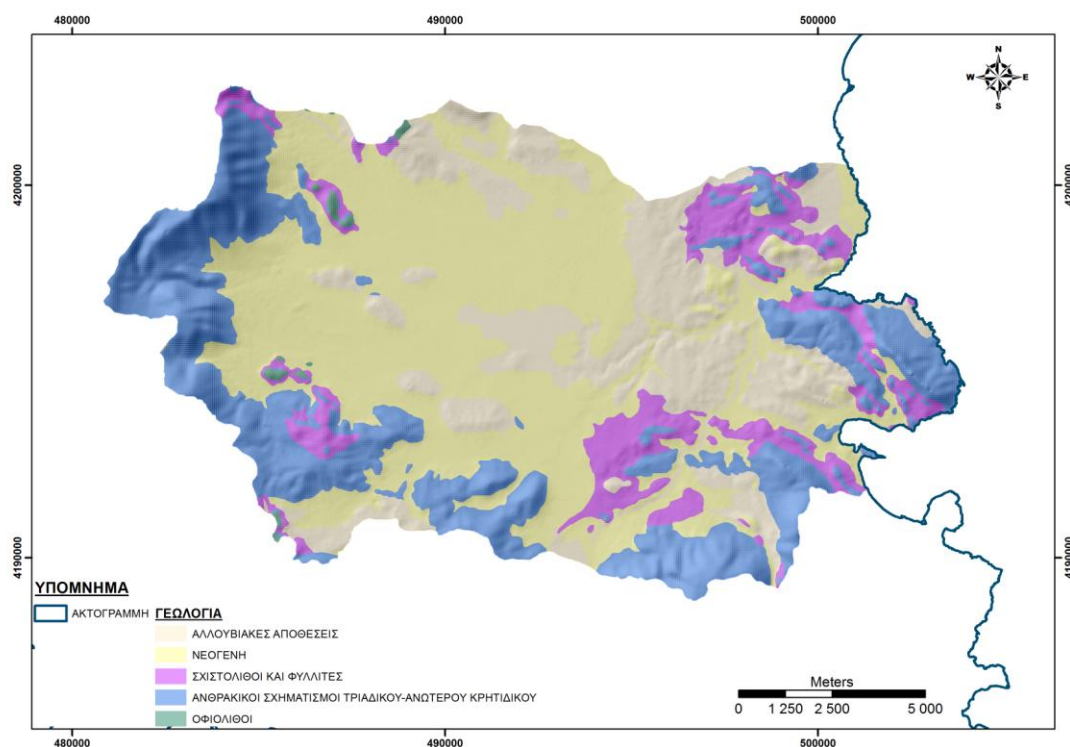 480000 490000 500000
N
W E
S
4200000 4200000
4190000 4190000
ΥΠΟΜΝΗΜΑ
ΑΚΤΟΓΡΑΜΜΗ ΓΕΩΛΟΓΙΑ
ΑΛΛΟΥΒΙΑΚΕΣ ΑΠΟΘΕΣΕΙΣ
ΝΕΟΓΕΝΗ
ΣΧΙΣΤΟΛΙΘΟΙ ΚΑΙ ΦΥΛΛΙΤΕΣ
ΑΝΘΡΑΚΙΚΟΙ ΣΧΗΜΑΤΙΣΜΟΙ ΤΡΙΑΔΙΚΟΥ-ΑΝΩΤΕΡΟΥ ΚΡΗΤΙΔΙΚΟΥ
ΟΦΙΟΛΙΘΟΙ
Meters
0 1 250 2 500 5 000
480000 490000 500000